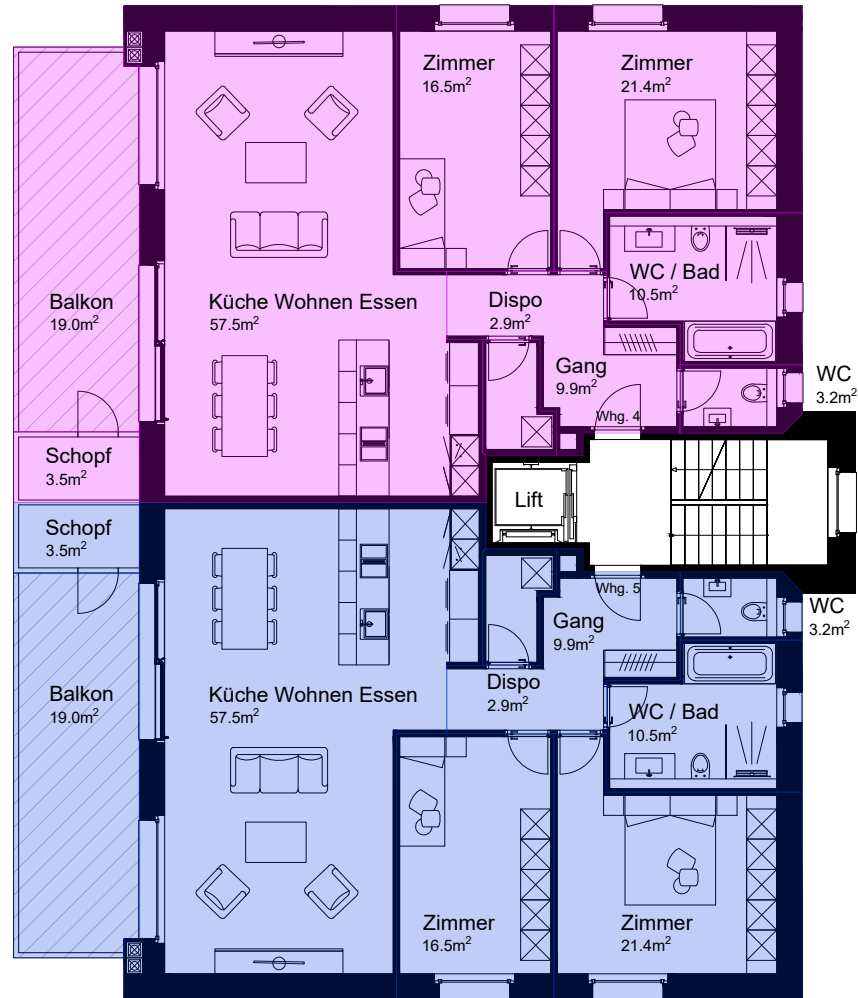 Zimmer
16.5m²
Zimmer
21.4m²
Balkon
19.0m²
Küche Wohnen Essen
57.5m²
Dispo
2.9m²
WC / Bad
10.5m²
Gang
9.9m²
WC
3.2m²
Whg. 4
Schopf
3.5m²
Lift
Schopf
3.5m²
Whg. 5
Gang
9.9m²
WC
3.2m²
Balkon
19.0m²
Küche Wohnen Essen
57.5m²
Dispo
2.9m²
WC / Bad
10.5m²
Zimmer
16.5m²
Zimmer
21.4m²